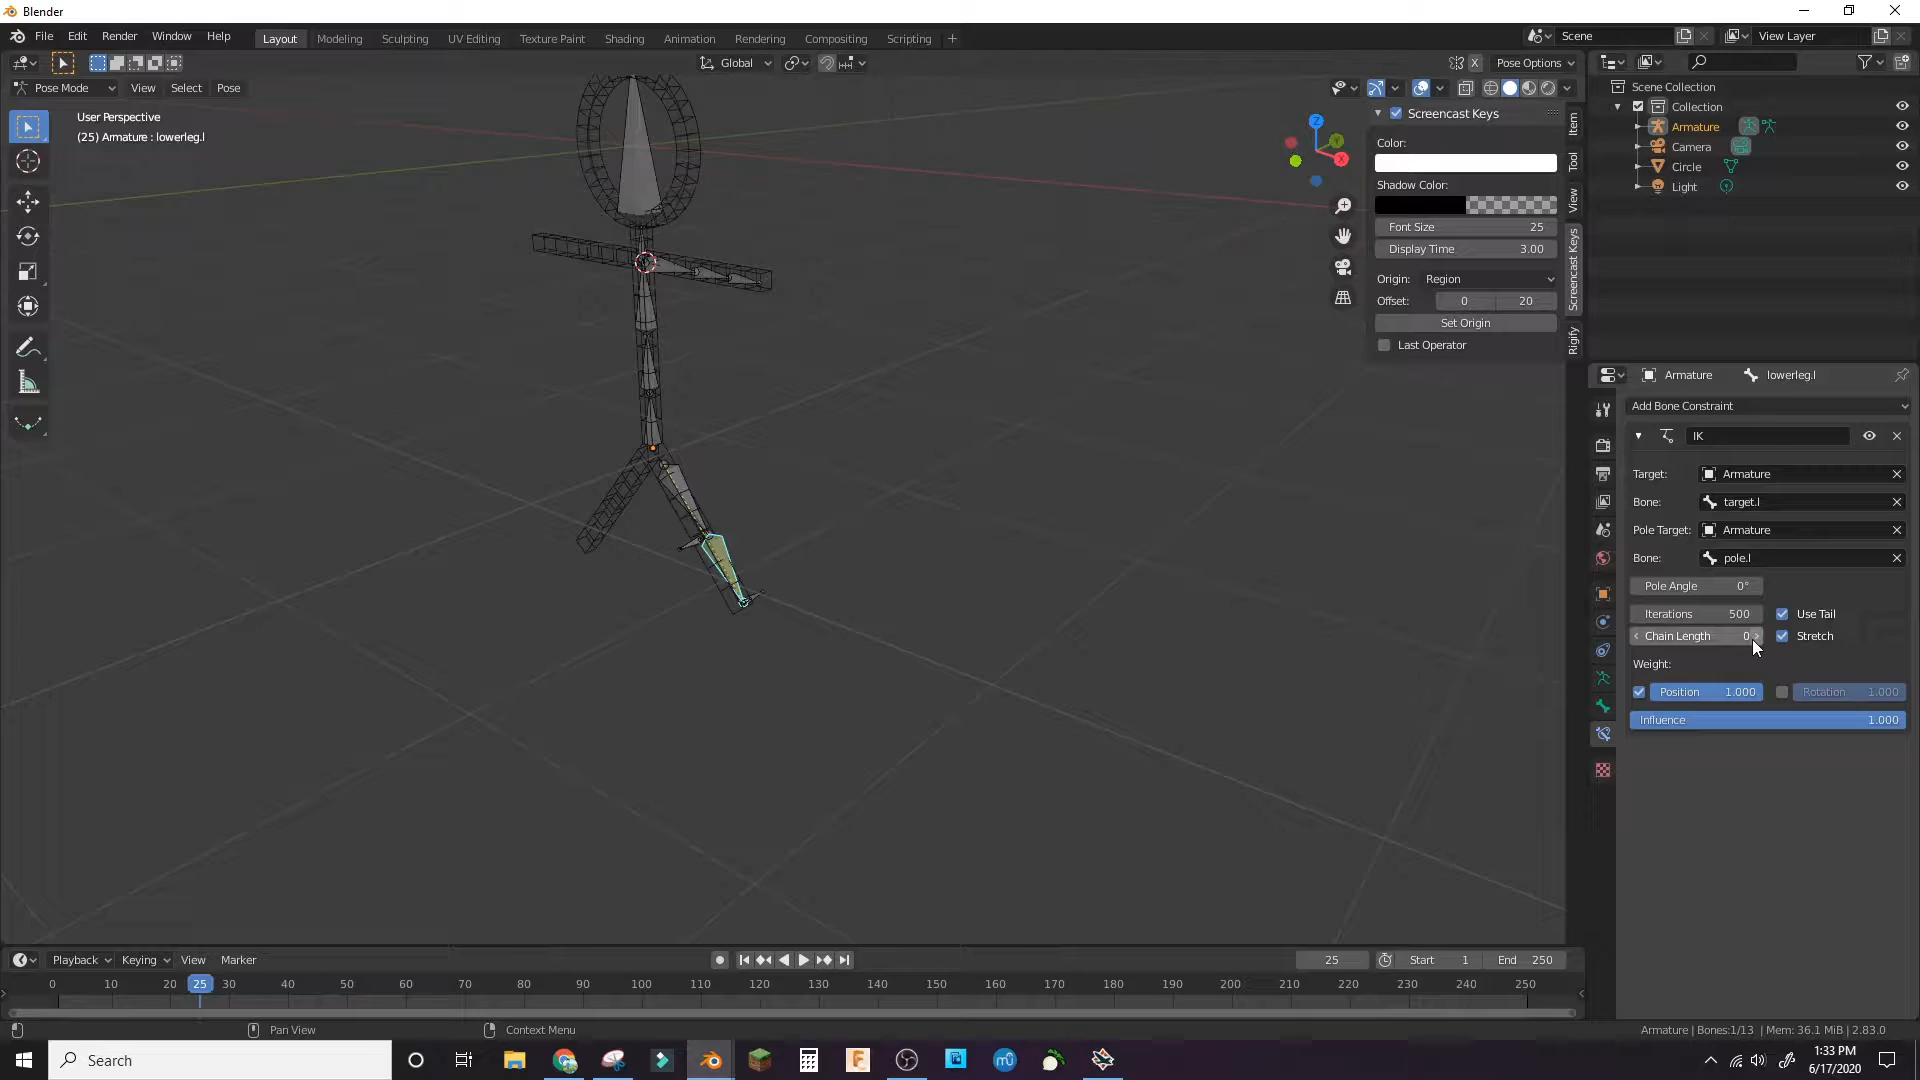 Blender
File Edit Render Window Help
Layout Modeling Sculpting UV Editing Texture Paint Shading Animation Rendering Compositing Scripting +
Scene
View Layer
Global
Pose Options
Pose Mode View Select Pose
User Perspective
(25) Armature : lowerleg.l
Z
Y
X
Screencast Keys
Color:
Shadow Color:
Font Size 25
Display Time 3.00
Origin: Region
Offset: 0 20
Set Origin
Last Operator
Item
Tool
View
Screencast Keys
Rigify
Scene Collection
Collection
Armature
Camera
Circle
Light
Armature lowerleg.l
Add Bone Constraint
IK
Target: Armature
Bone: target.l
Pole Target: Armature
Bone: pole.l
Pole Angle 0°
Iterations 500 Use Tail
Chain Length 0 Stretch
Weight:
Position 1.000 Rotation 1.000
Influence 1.000
Playback Keying View Marker
25 Start 1 End 250
0 10 20 25 30 40 50 60 70 80 90 100 110 120 130 140 150 160 170 180 190 200 210 220 230 240 250
Pan View Context Menu
Armature | Bones:1/13 | Mem: 36.1 MiB | 2.83.0
Search
1:33 PM
6/17/2020